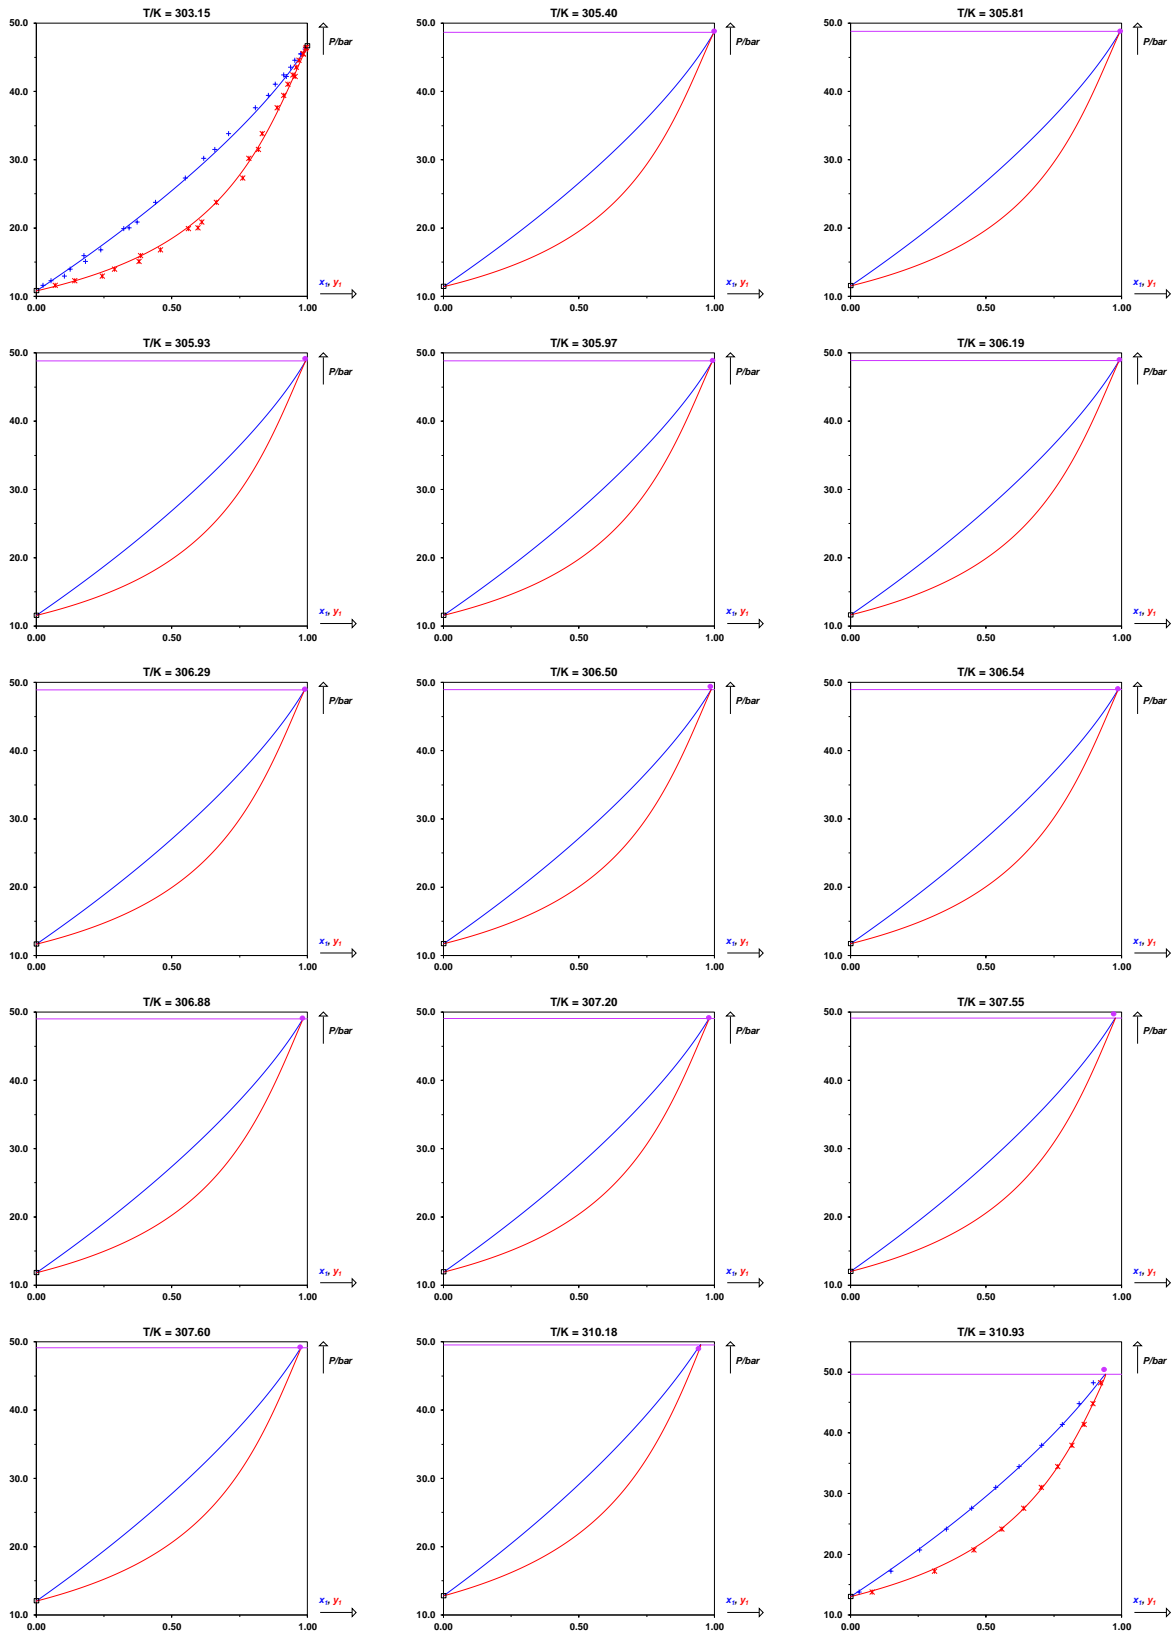 T/K = 303.15 T/K = 305.40 T/K = 305.81
50.0 P/bar 50.0 P/bar 50.0 P/bar
40.0 40.0 40.0
30.0 30.0 30.0
20.0 20.0 20.0
x1, y1 x1, y1 x1, y1
10.0 10.0 10.0
0.00 0.50 1.00 0.00 0.50 1.00 0.00 0.50 1.00
T/K = 305.93 T/K = 305.97 T/K = 306.19
50.0 P/bar 50.0 P/bar 50.0 P/bar
40.0 40.0 40.0
30.0 30.0 30.0
20.0 20.0 20.0
x1, y1 x1, y1 x1, y1
10.0 10.0 10.0
0.00 0.50 1.00 0.00 0.50 1.00 0.00 0.50 1.00
T/K = 306.29 T/K = 306.50 T/K = 306.54
50.0 P/bar 50.0 P/bar 50.0 P/bar
40.0 40.0 40.0
30.0 30.0 30.0
20.0 20.0 20.0
x1, y1 x1, y1 x1, y1
10.0 10.0 10.0
0.00 0.50 1.00 0.00 0.50 1.00 0.00 0.50 1.00
T/K = 306.88 T/K = 307.20 T/K = 307.55
50.0 P/bar 50.0 P/bar 50.0 P/bar
40.0 40.0 40.0
30.0 30.0 30.0
20.0 20.0 20.0
x1, y1 x1, y1 x1, y1
10.0 10.0 10.0
0.00 0.50 1.00 0.00 0.50 1.00 0.00 0.50 1.00
T/K = 307.60 T/K = 310.18 T/K = 310.93
50.0 P/bar 50.0 P/bar P/bar
50.0
40.0 40.0 40.0
30.0 30.0 30.0
20.0 20.0 20.0
x1, y1 x1, y1 x1, y1
10.0 10.0 10.0
0.00 0.50 1.00 0.00 0.50 1.00 0.00 0.50 1.00